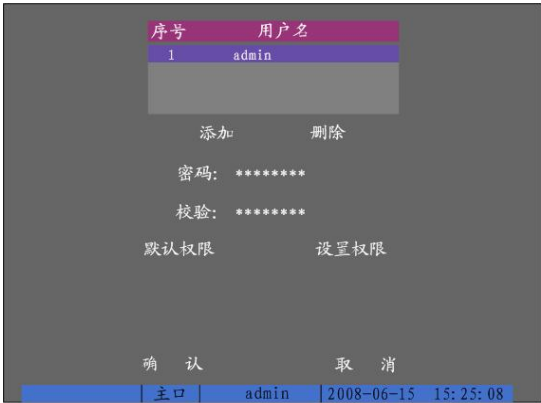 序号 用户名
1 admin
添加 删除
密码: ********
校验: ********
默认权限 设置权限
确 认 取 消
主口 admin 2008-06-15 15:25:08